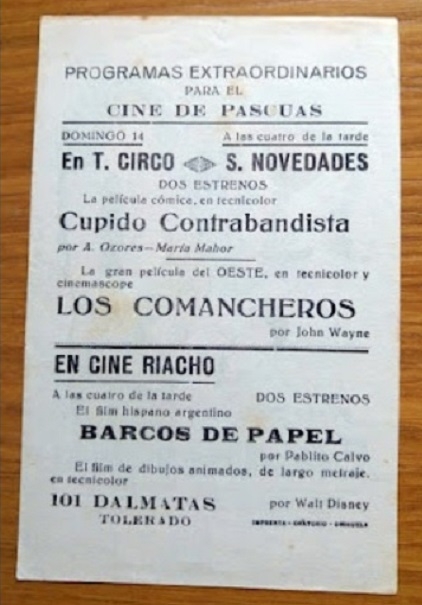 PROGRAMAS EXTRAORDINARIOS
PARA EL
CINE DE PASCUAS
DOMINGO 14 A las cuatro de la tarde
En T. CIRCO S. NOVEDADES
DOS ESTRENOS
La película cómica, en tecnicolor
Cupido Contrabandista
por A. Ozores—María Mahor
La gran película del OESTE, en tecnicolor y
cinemascope
LOS COMANCHEROS
por John Wayne
EN CINE RIACHO
A las cuatro de la tarde DOS ESTRENOS
El film hispano argentino
BARCOS DE PAPEL
por Pablito Calvo
El film de dibujos animados, de largo metraje,
en tecnicolor
101 DALMATAS por Walt Disney
TOLERADO IMPRENTA - - ORIHUELA